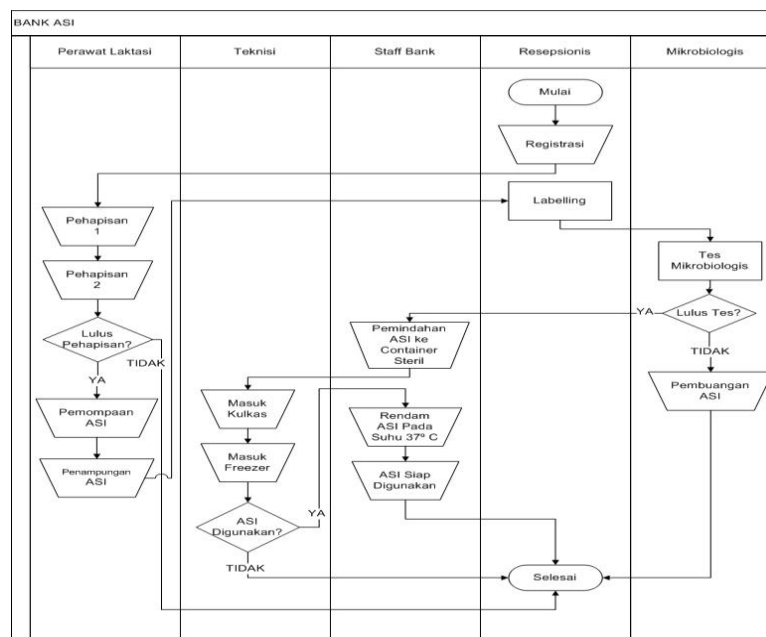 BANK ASI
Perawat Laktasi
Teknisi
Staff Bank
Resepsionis
Mikrobiologis
Mulai
Registrasi
Pehapisan
1
Labelling
Pehapisan
2
Tes
Mikrobiologis
Lulus
Pehapisan?
TIDAK
YA
Pemindahan
ASI ke
Container
Steril
YA
Lulus Tes?
TIDAK
Pemompaan
ASI
Masuk
Kulkas
Rendam
ASI Pada
Suhu 37º C
Pembuangan
ASI
Penampungan
ASI
Masuk
Freezer
ASI Siap
Digunakan
ASI
Digunakan?
YA
TIDAK
Selesai